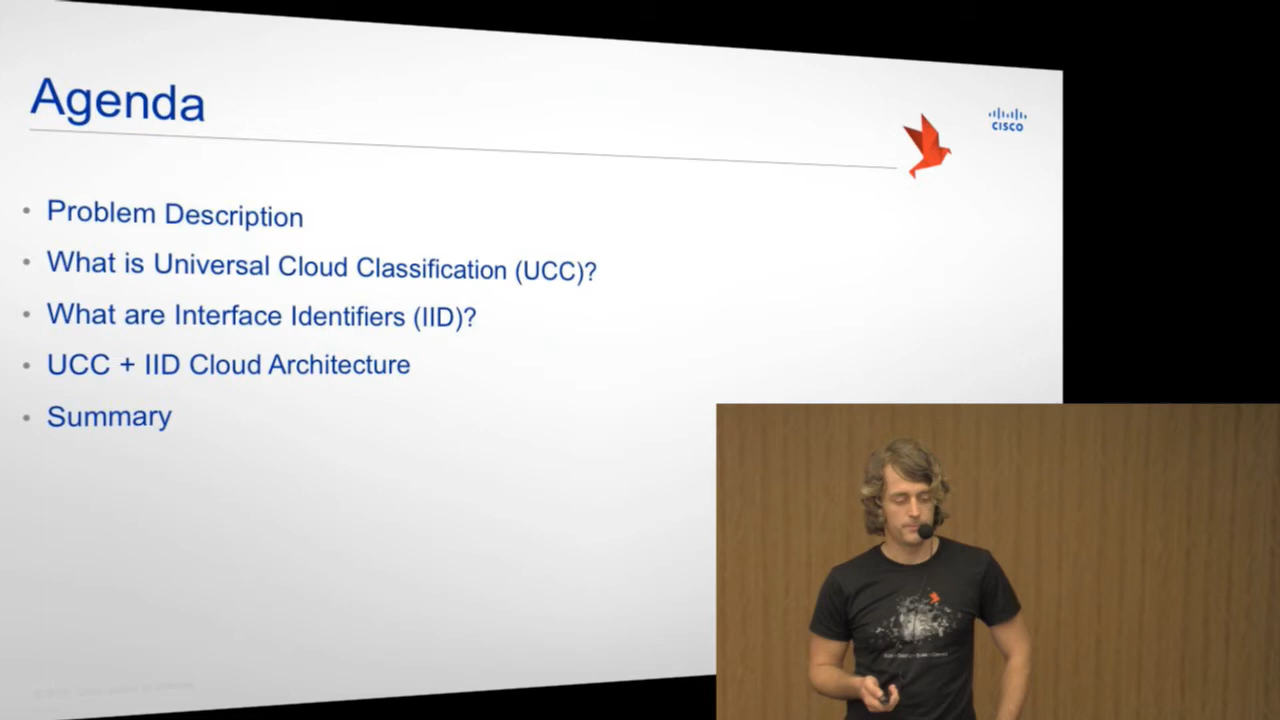 Agenda
CISCO
• Problem Description
• What is Universal Cloud Classification (UCC)?
• What are Interface Identifiers (IID)?
• UCC + IID Cloud Architecture
• Summary